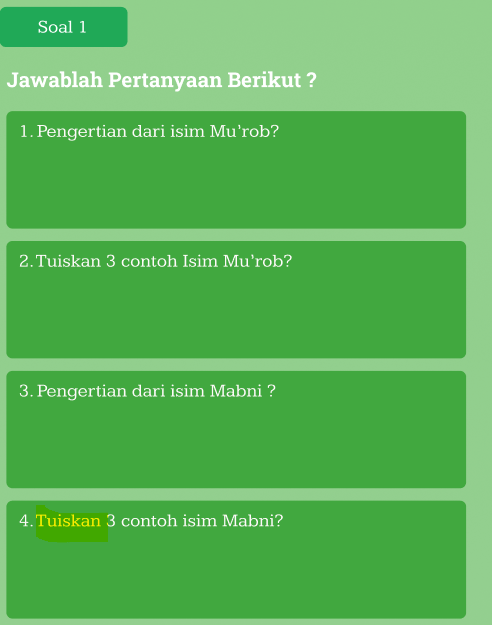 Soal 1
Jawablah Pertanyaan Berikut ?
1. Pengertian dari isim Mu'rob?
2. Tuiskan 3 contoh Isim Mu'rob?
3. Pengertian dari isim Mabni ?
4. Tuiskan 3 contoh isim Mabni?